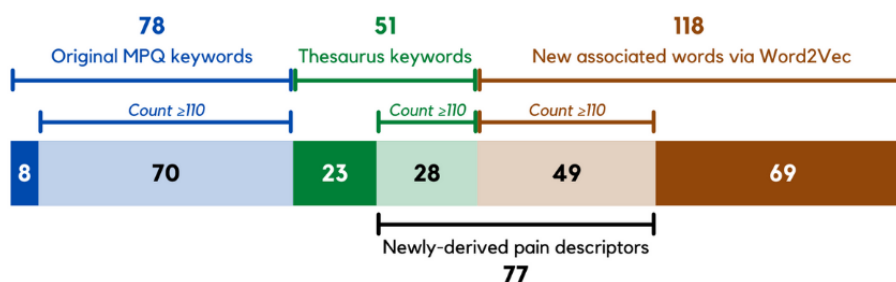 78 51 118
Original MPQ keywords Thesaurus keywords New associated words via Word2Vec
Count ≥110 Count ≥110 Count ≥110
8 70 23 28 49 69
Newly-derived pain descriptors
77